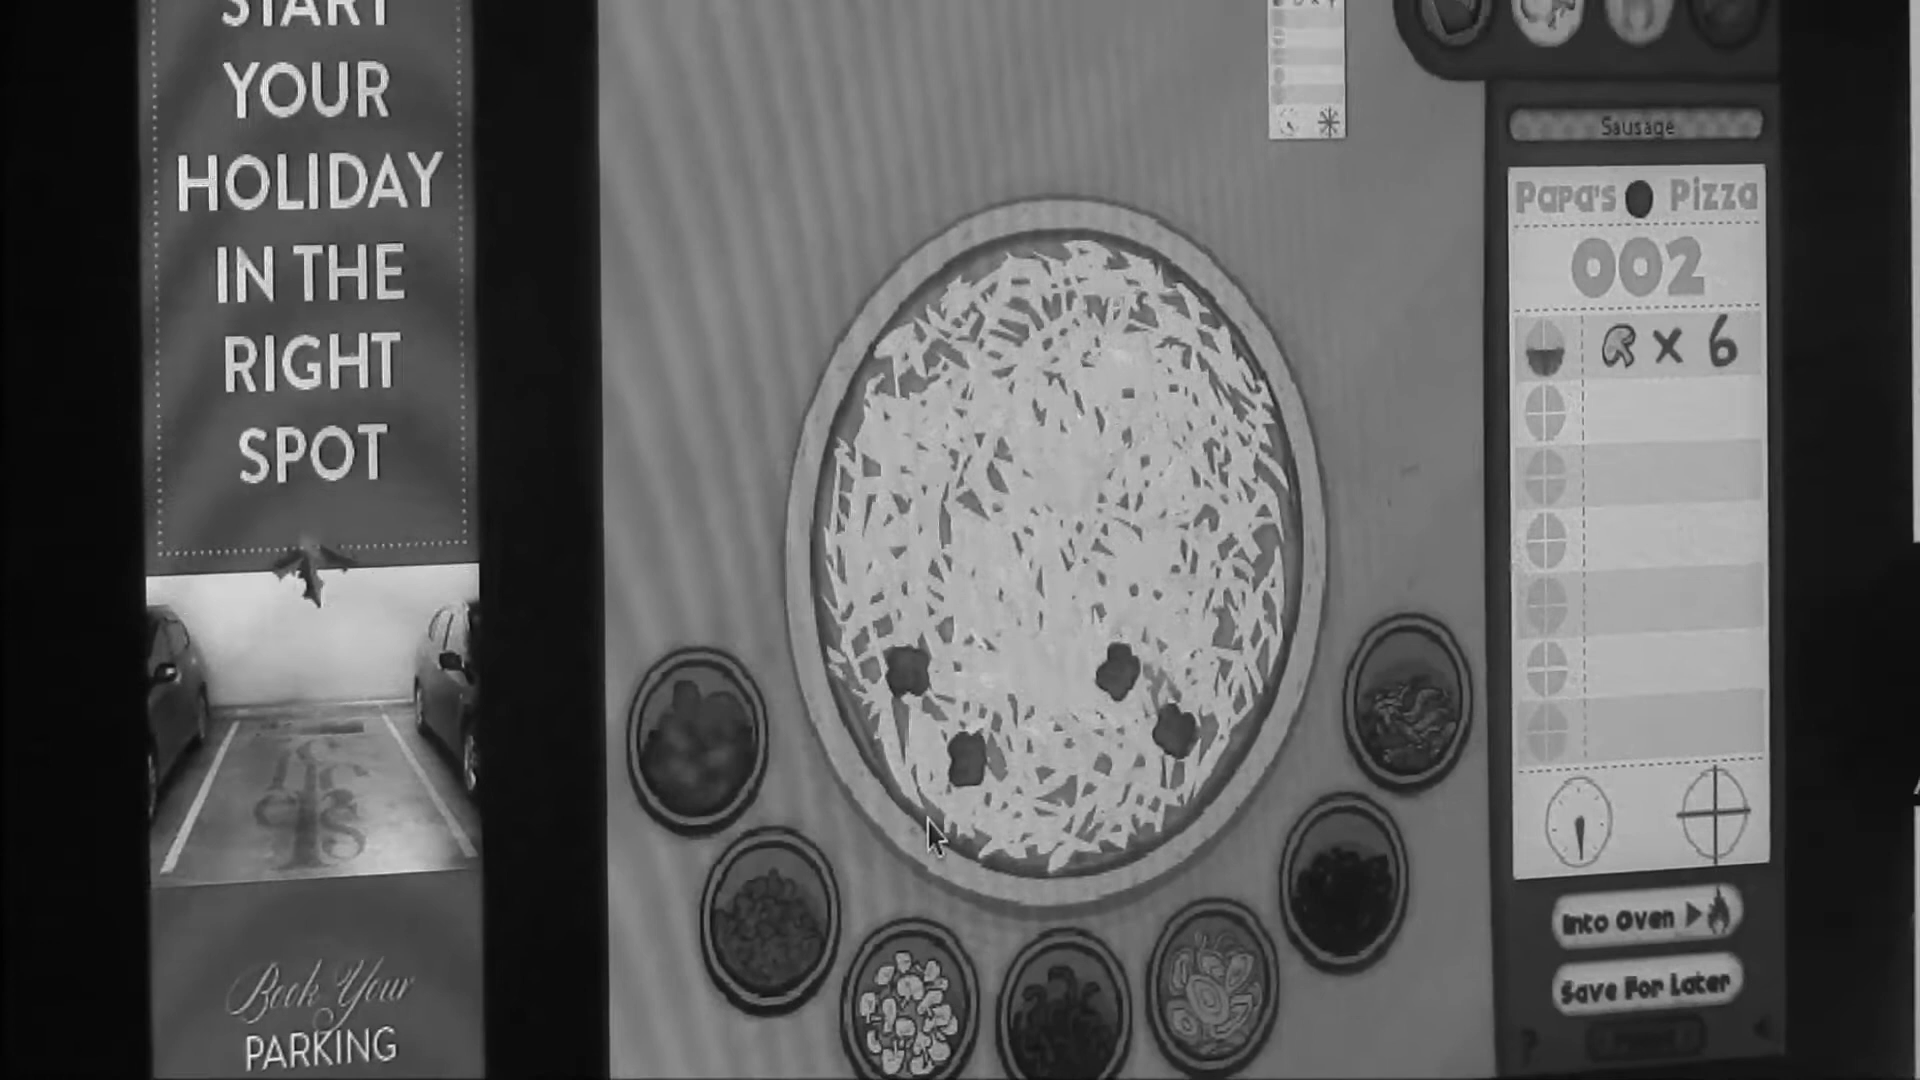 START
YOUR
HOLIDAY
IN THE
RIGHT
SPOT
Book Your
PARKING
Sausage
Papa's Pizza
002
x 6
Into Oven
Save For Later